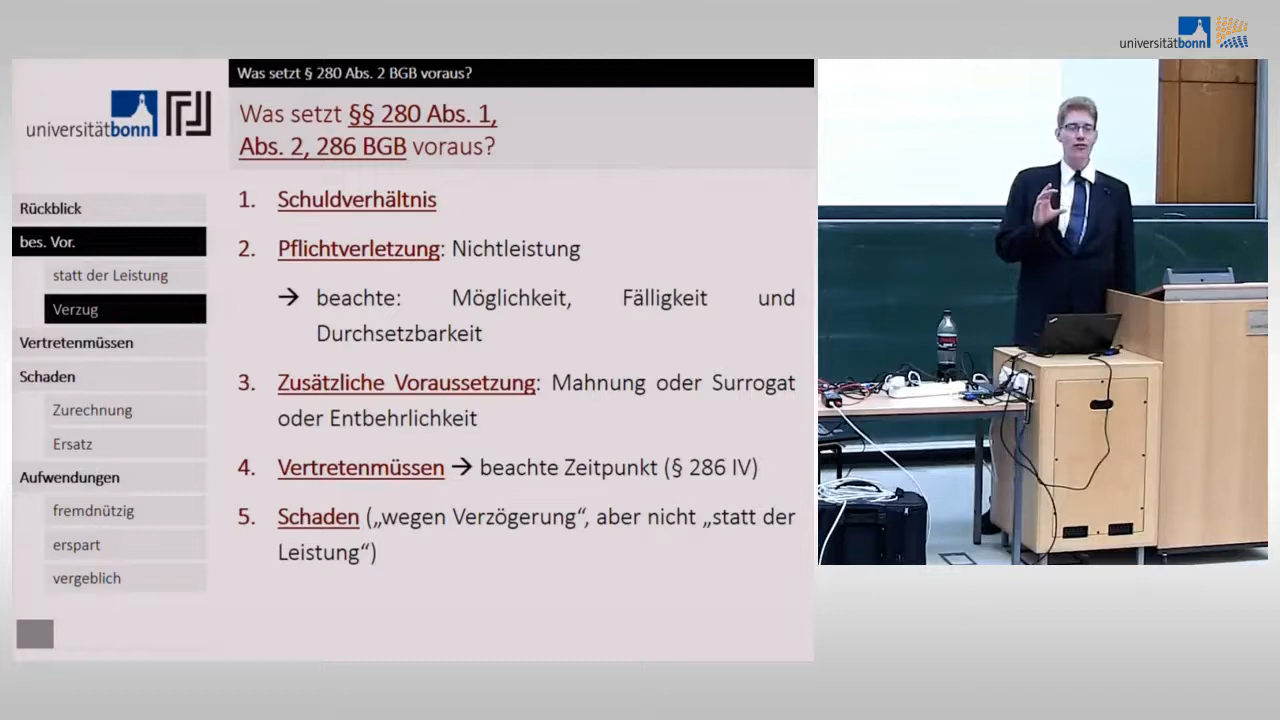 universitätbonn
Was setzt § 280 Abs. 2 BGB voraus?
universitätbonn
Was setzt §§ 280 Abs. 1,
Abs. 2, 286 BGB voraus?
Rückblick
bes. Vor.
statt der Leistung
Verzug
Vertretenmüssen
Schaden
Zurechnung
Ersatz
Aufwendungen
fremdnützig
erspart
vergeblich
1. Schuldverhältnis
2. Pflichtverletzung: Nichtleistung
→ beachte: Möglichkeit, Fälligkeit und
Durchsetzbarkeit
3. Zusätzliche Voraussetzung: Mahnung oder Surrogat
oder Entbehrlichkeit
4. Vertretenmüssen → beachte Zeitpunkt (§ 286 IV)
5. Schaden („wegen Verzögerung“, aber nicht „statt der
Leistung“)